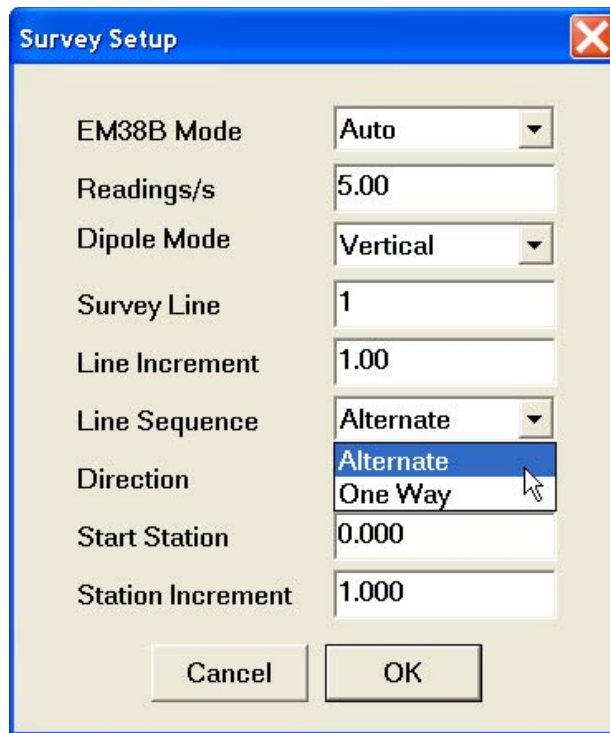 Survey Setup
EM38B Mode Auto
Readings/s 5.00
Dipole Mode Vertical
Survey Line 1
Line Increment 1.00
Line Sequence Alternate
Alternate
Direction
One Way
Start Station 0.000
Station Increment 1.000
Cancel OK